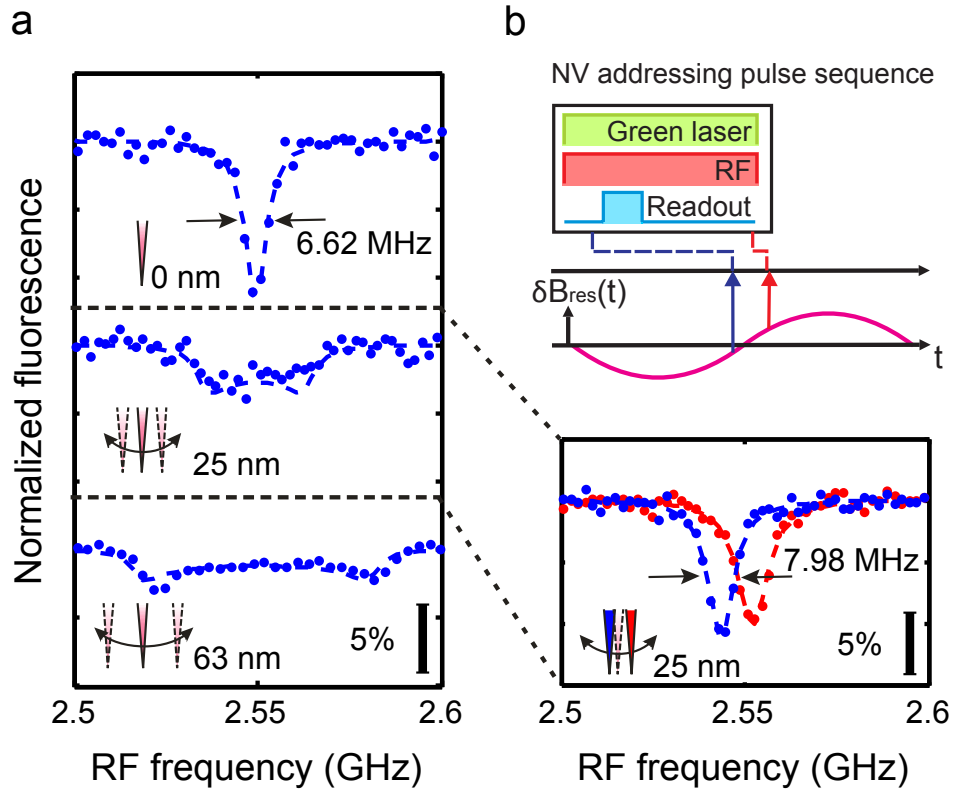 a
Normalized fluorescence
6.62 MHz
0 nm
25 nm
63 nm
5%
2.5
2.55
2.6
RF frequency (GHz)
b
NV addressing pulse sequence
Green laser
RF
Readout
δBres(t)
t
7.98 MHz
25 nm
5%
2.5
2.55
2.6
RF frequency (GHz)